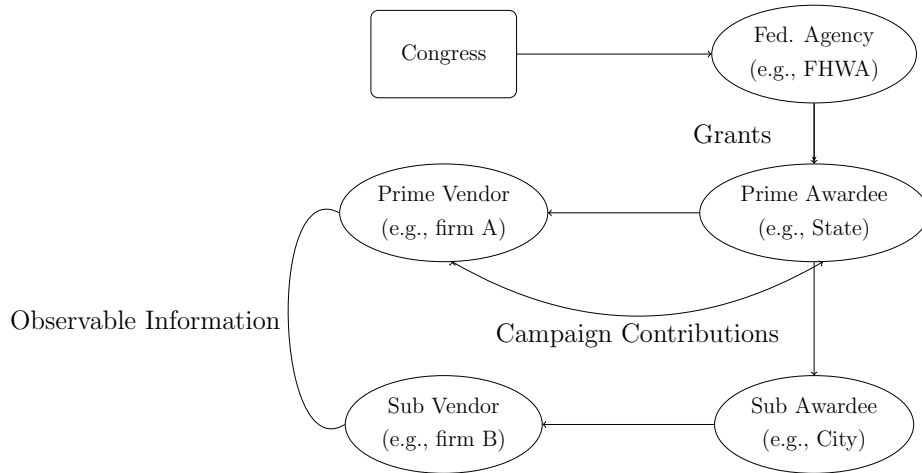 Congress
Fed. Agency
(e.g., FHWA)
Grants
Prime Vendor
(e.g., firm A)
Prime Awardee
(e.g., State)
Observable Information
Campaign Contributions
Sub Vendor
(e.g., firm B)
Sub Awardee
(e.g., City)